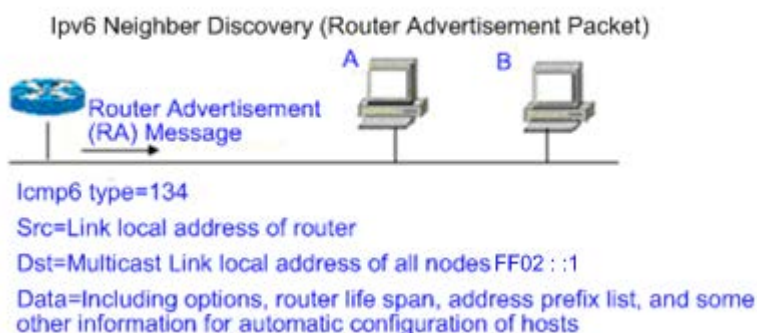 Ipv6 Neighber Discovery (Router Advertisement Packet)
A
B
Router Advertisement
(RA) Message
Icmp6 type=134
Src=Link local address of router
Dst=Multicast Link local address of all nodes FF02 : :1
Data=Including options, router life span, address prefix list, and some
other information for automatic configuration of hosts